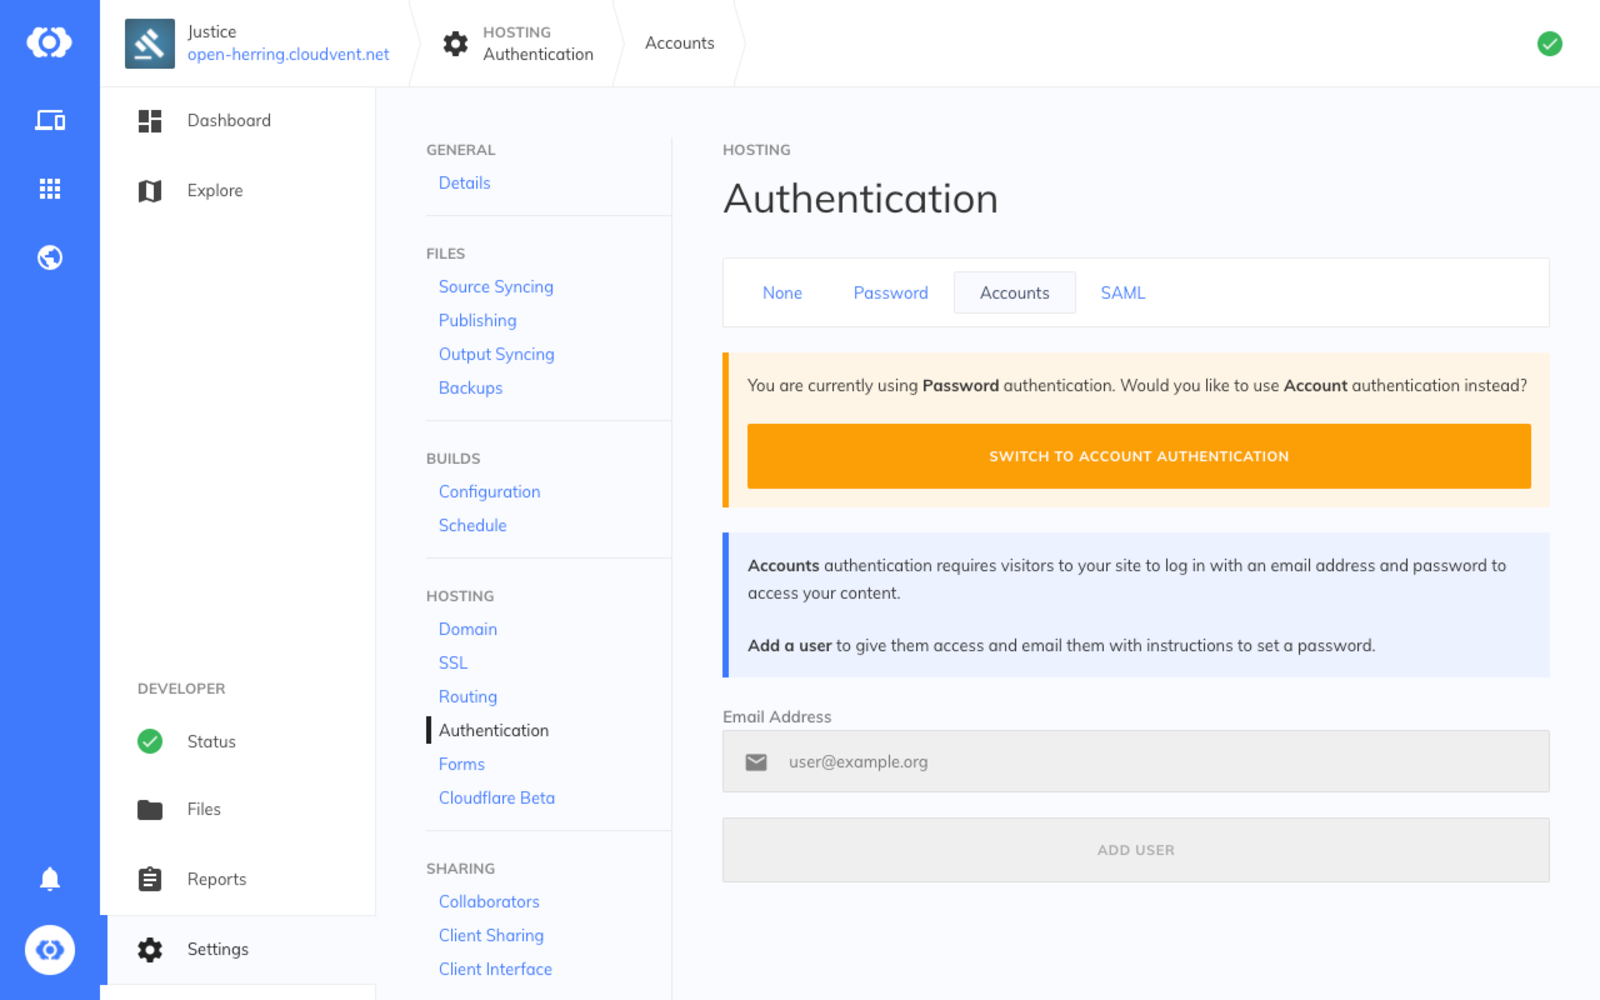 Justice
open-herring.cloudvent.net
HOSTING
Authentication
Accounts
Dashboard
Explore
DEVELOPER
Status
Files
Reports
Settings
GENERAL
Details
FILES
Source Syncing
Publishing
Output Syncing
Backups
BUILDS
Configuration
Schedule
HOSTING
Domain
SSL
Routing
Authentication
Forms
Cloudflare Beta
SHARING
Collaborators
Client Sharing
Client Interface
HOSTING
Authentication
None Password Accounts SAML
You are currently using Password authentication. Would you like to use Account authentication instead?
SWITCH TO ACCOUNT AUTHENTICATION
Accounts authentication requires visitors to your site to log in with an email address and password to
access your content.
Add a user to give them access and email them with instructions to set a password.
Email Address
user@example.org
ADD USER